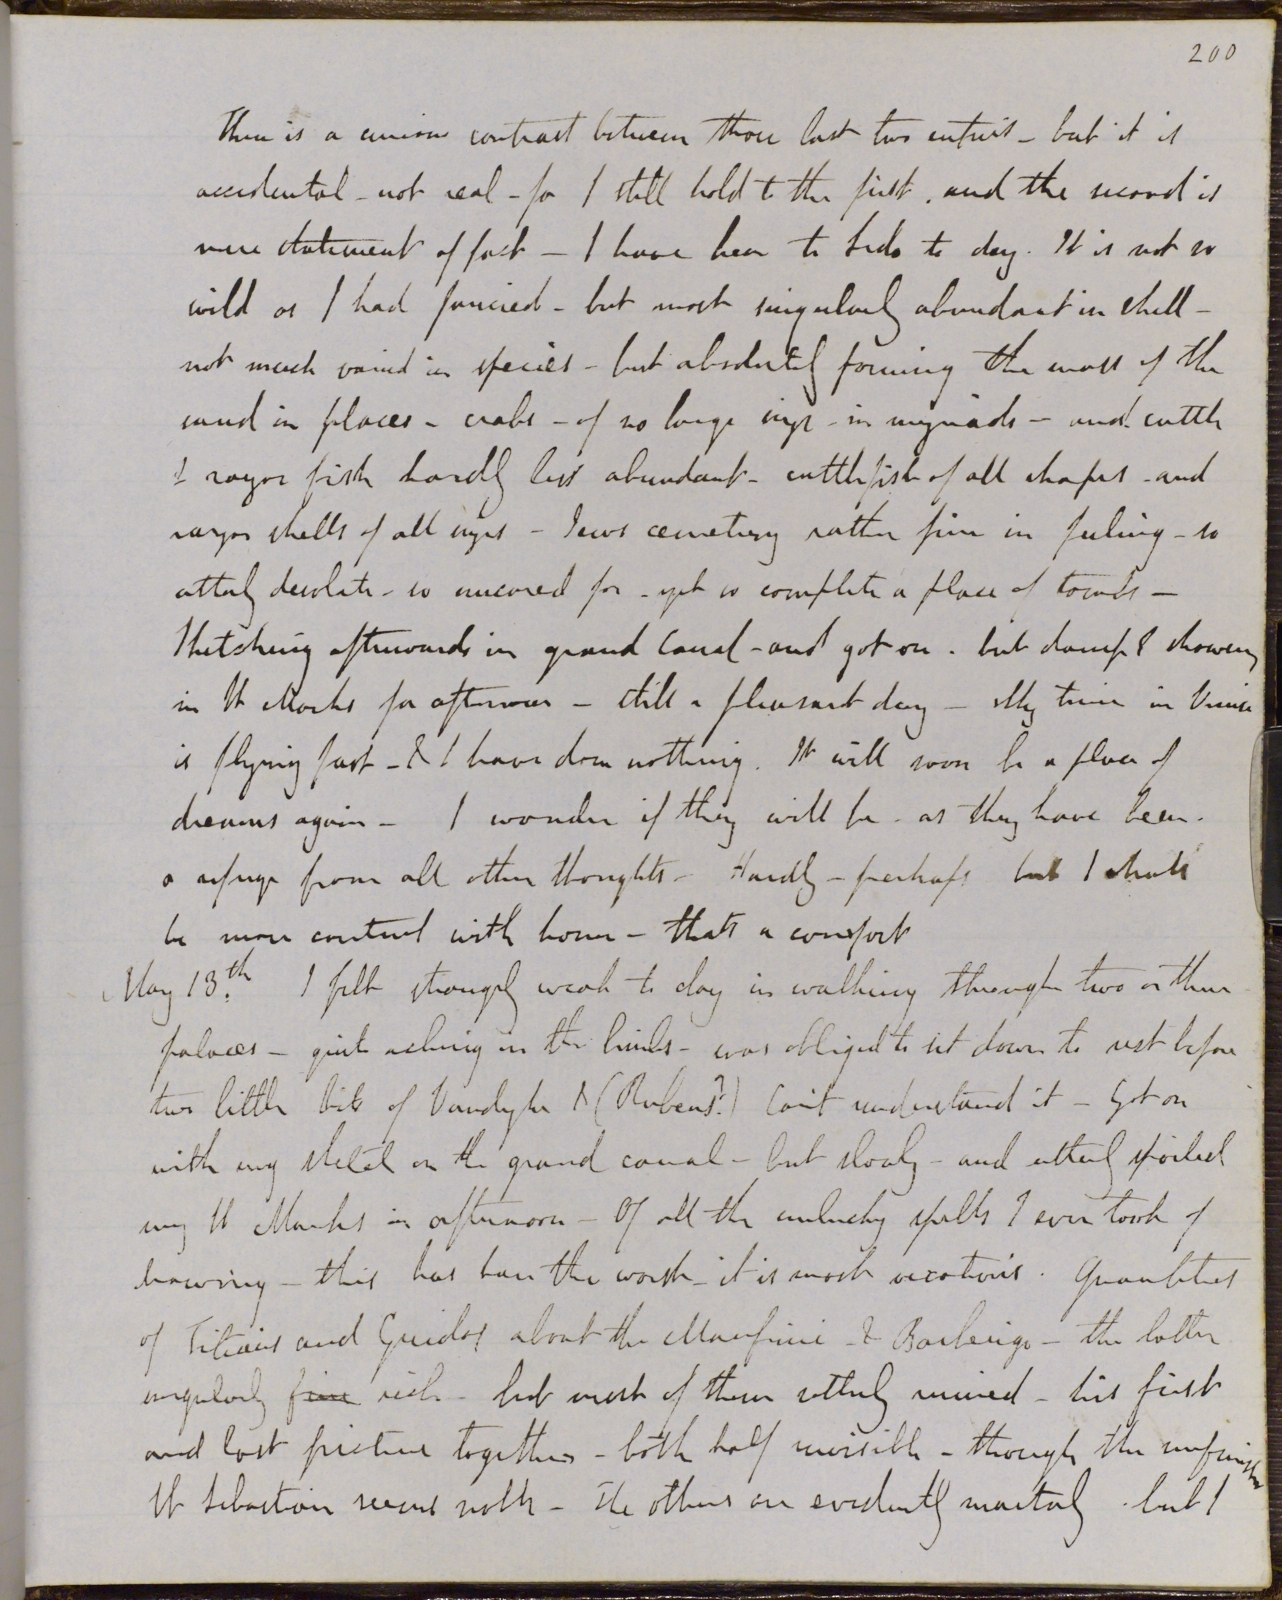 200
There is a curious contrast between those last two entries - but it is
accidental - not real - for I still hold to the first, and the second is
mere statement of fact - I have been to Lido to day. It is not so
wild as I had fancied - but most singularly abundant in shell -
not much varied in species - but absolutely forming the mass of the
sand in places - crabs - of no large size - in myriads - and cuttle
& razor fish hardly less abundant - cuttlefish of all shapes - and
razor shells of all sizes - Jews cemetery rather fine in feeling - so
utterly desolate - so uncared for - yet so complete a place of tombs -
Sketching afterwards in grand Canal - and got on - but damp & showery
in St Marks for afternoon - still a pleasant day - My time in Venice
is flying fast - & I have done nothing. It will soon be a place of
dreams again - I wonder if they will be - as they have been -
a refuge from all other thoughts - Hardly - perhaps but I shall
be more content with home - thats a comfort
May 13.th I felt strangely weak to day in walking through two or three
palaces - quite aching in the limbs - was obliged to sit down to rest before
two little bits of Vandyke & (Rubens?) Can't understand it - Got on
with my sketch on the grand canal - but slowly - and utterly spoiled
my St Marks in afternoon - Of all the unlucky spells I ever took of
drawing - this has been the worst - it is most vexatious. Quantities
of Titians and Guidos about the Manfrini & Barberigo - the latter
singularly fine rich - but most of them utterly ruined - his first
and last picture together - both half invisible - though the unfinished
St Sebastian seems noble - The others are evidently masterly - but I